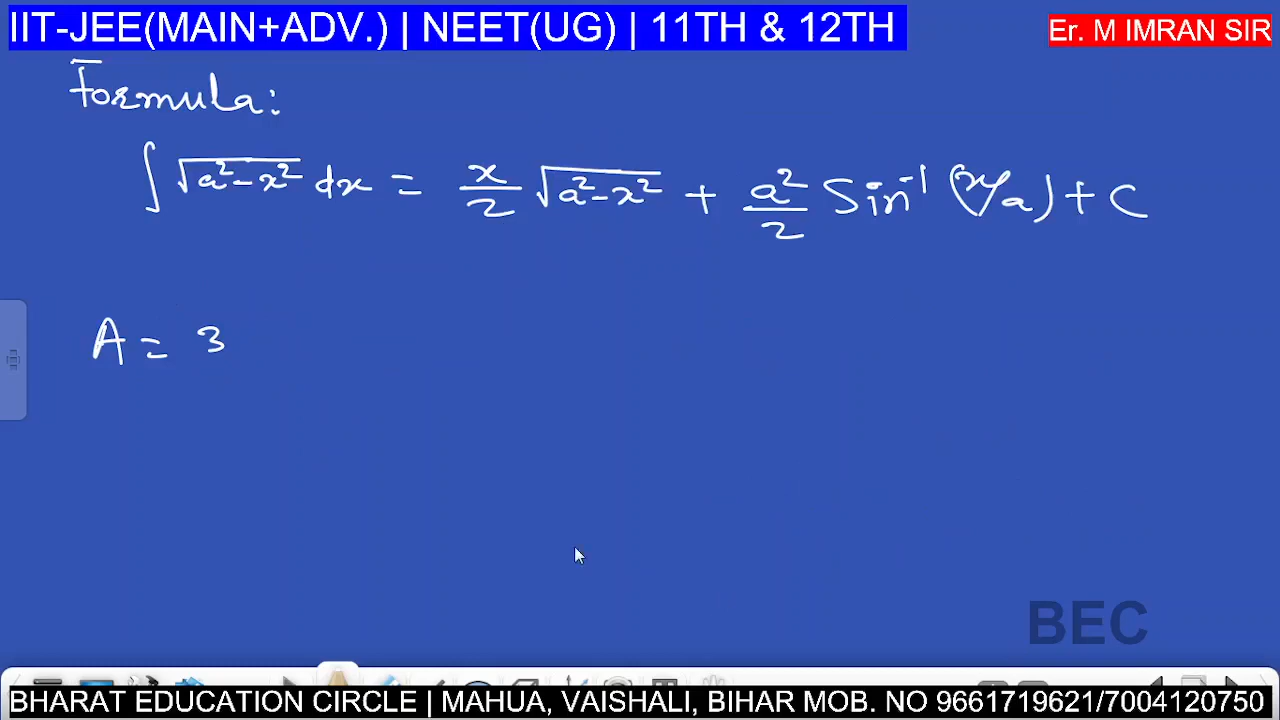 IIT-JEE(MAIN+ADV.) | NEET(UG) | 11TH & 12TH
Er. M IMRAN SIR
Formula:
∫ √(a²-x²) dx = x/2 √(a²-x²) + a²/2 Sin⁻¹ (x/a) + C
A = 3
BEC
BHARAT EDUCATION CIRCLE | MAHUA, VAISHALI, BIHAR MOB. NO 9661719621/7004120750